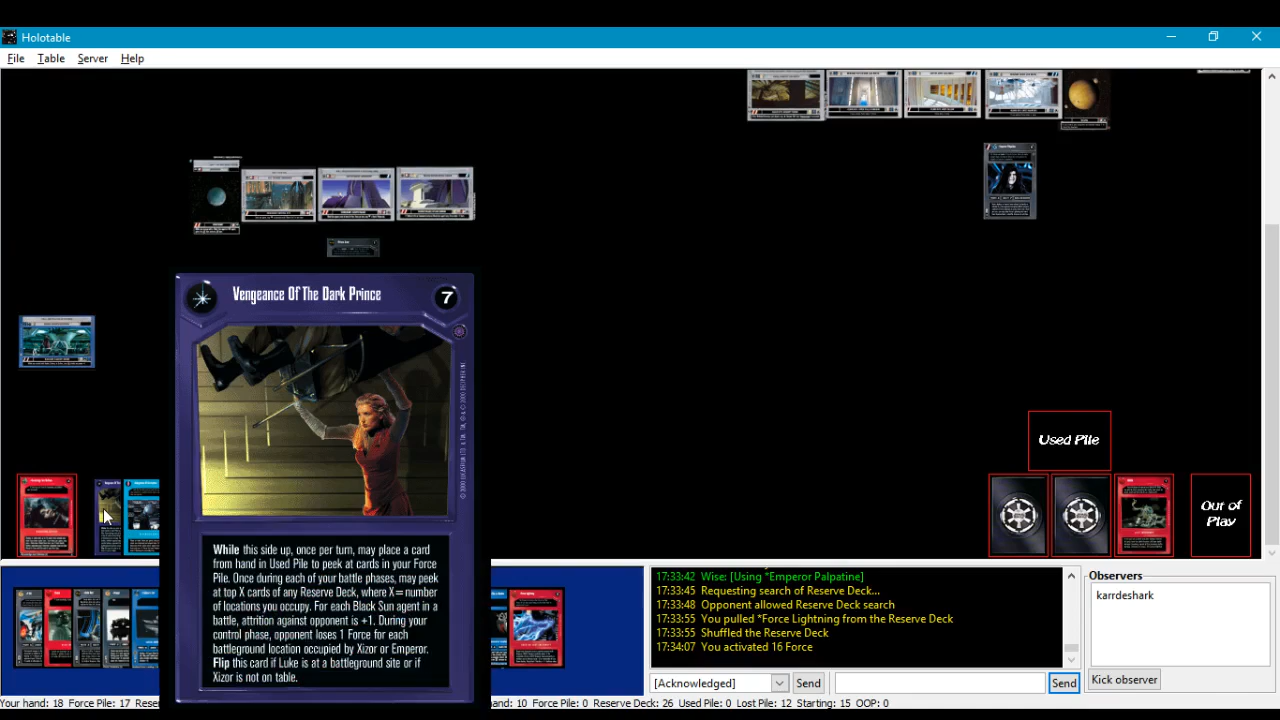 Holotable
File Table Server Help
Vengeance Of The Dark Prince 7
While this side up, once per turn, may place a card
from hand in Used Pile to peek at cards in your Force
Pile. Once during each of your battle phases, may peek
at top X cards of any Reserve Deck, where X= number
of locations you occupy. For each Black Sun agent in a
battle, attrition against opponent is +1. During your
control phase, opponent loses 1 Force for each
battleground location occupied by Xizor or Emperor.
Flip this card if Luke is at a battleground site or if
Xizor is not on table.
Used Pile
Out of
Play
17:33:42 Wise: [Using *Emperor Palpatine]
17:33:45 Requesting search of Reserve Deck...
17:33:48 Opponent allowed Reserve Deck search
17:33:55 You pulled *Force Lightning from the Reserve Deck
17:33:55 Shuffled the Reserve Deck
17:34:07 You activated 16 Force
[Acknowledged] Send Send
Observers
karrdeshark
Kick observer
Your hand: 18 Force Pile: 17 Rese hand: 10 Force Pile: 0 Reserve Deck: 26 Used Pile: 0 Lost Pile: 12 Starting: 15 OOP: 0